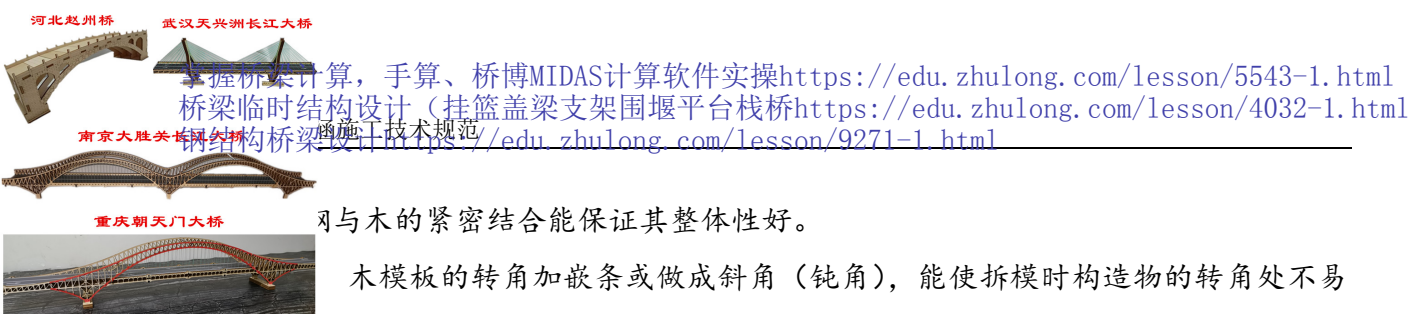 河北赵州桥
武汉天兴洲长江大桥
掌握桥梁计算，手算、桥博MIDAS计算软件实操https://edu.zhulong.com/lesson/5543-1.html
桥梁临时结构设计（挂篮盖梁支架围堰平台栈桥https://edu.zhulong.com/lesson/4032-1.html
涵施工技术规范
南京大胜关长江大桥
钢结构桥梁设计https://edu.zhulong.com/lesson/9271-1.html
与木的紧密结合能保证其整体性好。
重庆朝天门大桥
木模板的转角加嵌条或做成斜角（钝角），能使拆模时构造物的转角处不易